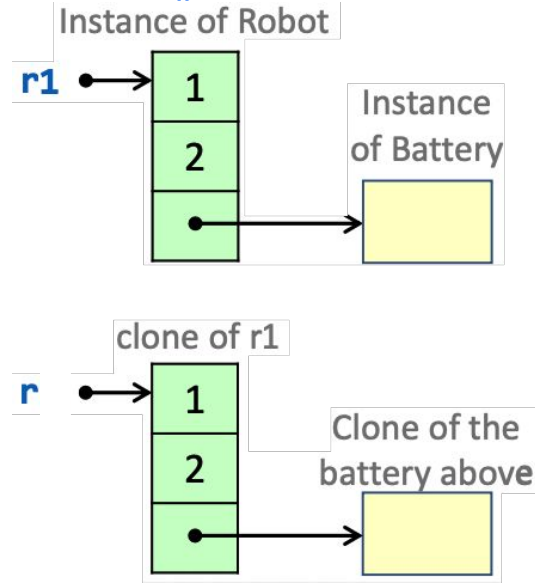 Instance of Robot
r1
1
2
Instance
of Battery
clone of r1
r
1
2
Clone of the
battery above